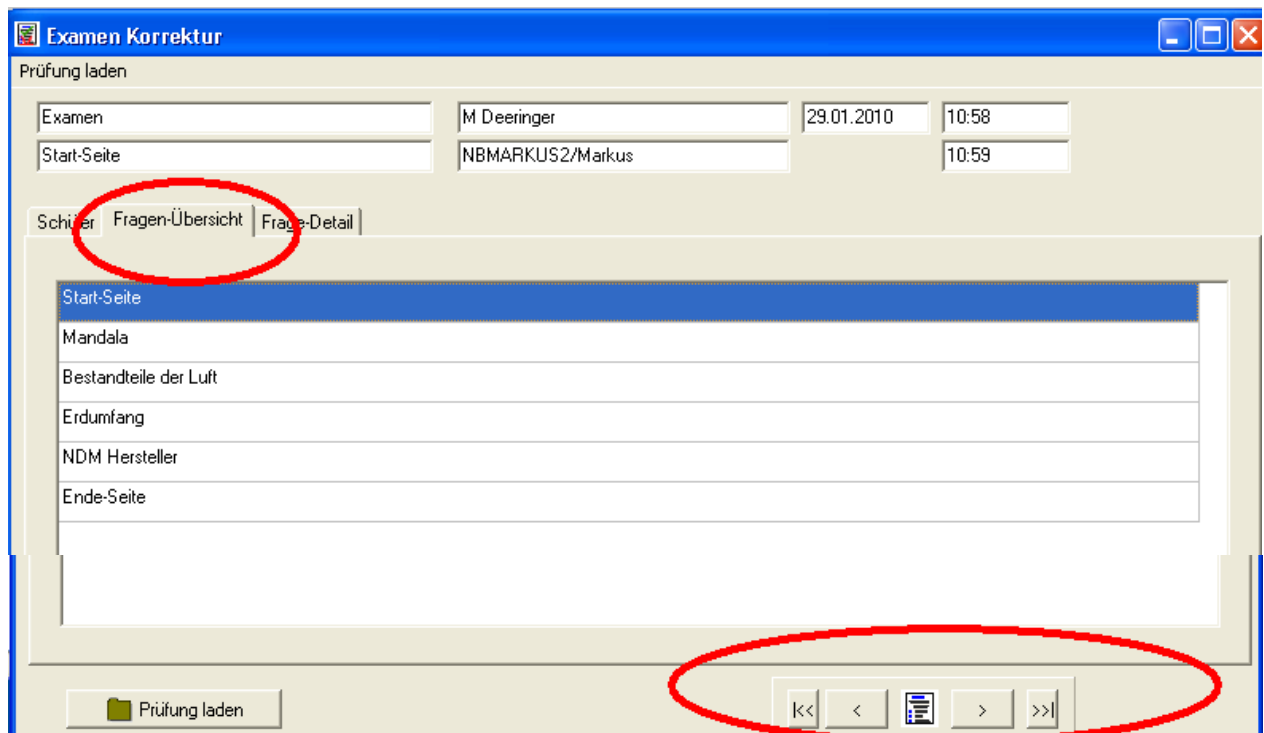 Examen Korrektur
Prüfung laden
Examen M Deeringer 29.01.2010 10:58
Start-Seite NBMARKUS2/Markus 10:59
Schüler Fragen-Übersicht Frage-Detail
Start-Seite
Mandala
Bestandteile der Luft
Erdumfang
NDM Hersteller
Ende-Seite
Prüfung laden |<< < > >>|